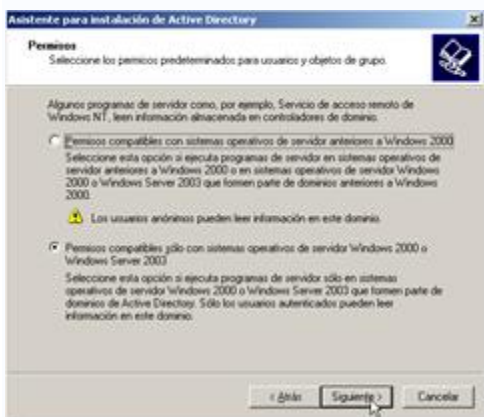 Asistente para instalación de Active Directory
Permisos
Seleccione los permisos predeterminados para usuarios y objetos de grupo.
Algunos programas de servidor como, por ejemplo, Servicio de acceso remoto de
Windows NT, leen información almacenada en controladores de dominio.
Permisos compatibles con sistemas operativos de servidor anteriores a Windows 2000
Seleccione esta opción si ejecuta programas de servidor en sistemas operativos de
servidor anteriores a Windows 2000 o en sistemas operativos de servidor Windows
2000 o Windows Server 2003 que formen parte de dominios anteriores a Windows
2000.
Los usuarios anónimos pueden leer información en este dominio.
Permisos compatibles sólo con sistemas operativos de servidor Windows 2000 o
Windows Server 2003
Seleccione esta opción si ejecuta programas de servidor sólo en sistemas
operativos de servidor Windows 2000 o Windows Server 2003 que formen parte de
dominios de Active Directory. Sólo los usuarios autenticados pueden leer
información en este dominio.
< Atrás
Siguiente >
Cancelar